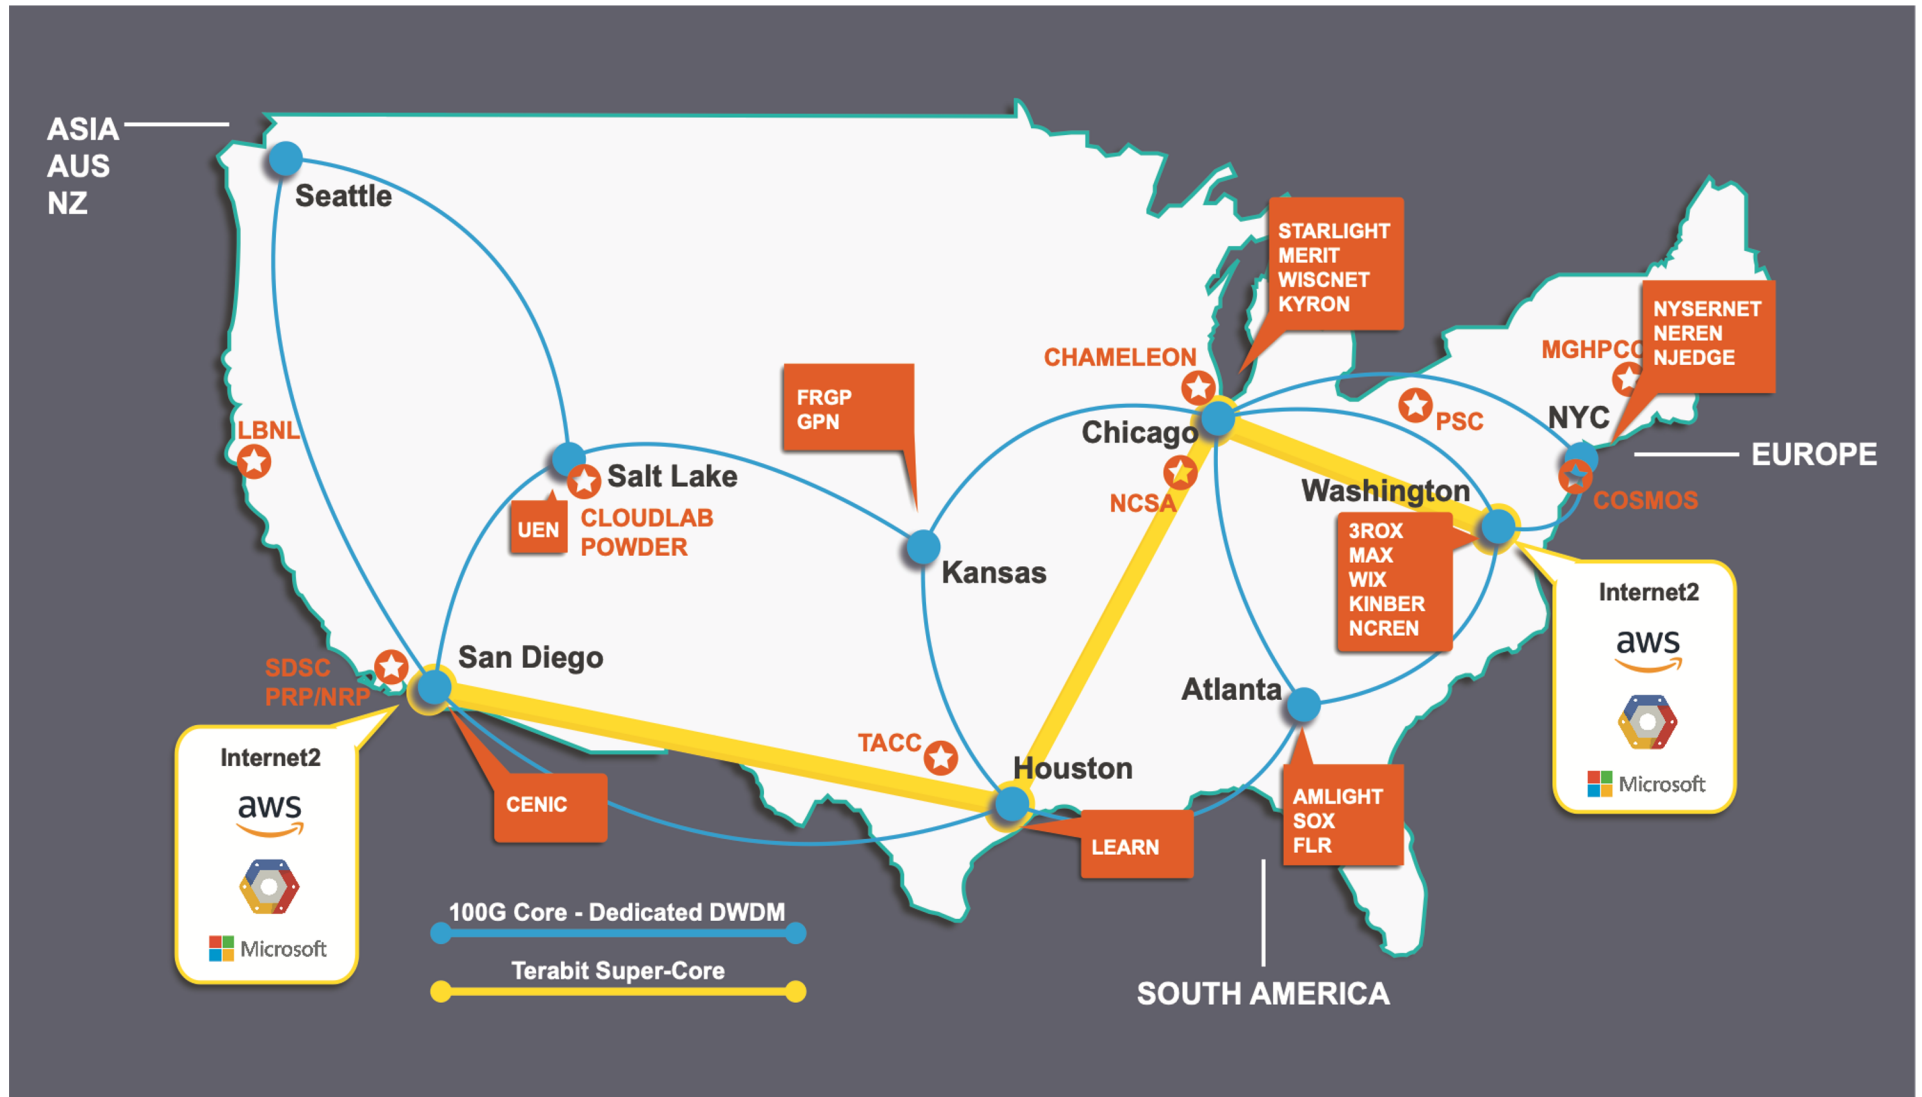 ASIA
AUS
NZ
Seattle
STARLIGHT
MERIT
WISCNET
KYRON
NYSERNET
NEREN
NJEDGE
CHAMELEON
MGHPCC
FRGP
GPN
PSC
NYC
LBNL
Chicago
EUROPE
Salt Lake
NCSA
Washington
COSMOS
UEN
CLOUDLAB
POWDER
3ROX
MAX
WIX
KINBER
NCREN
Kansas
Internet2
aws
Microsoft
San Diego
SDSC
PRP/NRP
Atlanta
TACC
Houston
Internet2
aws
Microsoft
CENIC
LEARN
AMLIGHT
SOX
FLR
100G Core - Dedicated DWDM
Terabit Super-Core
SOUTH AMERICA